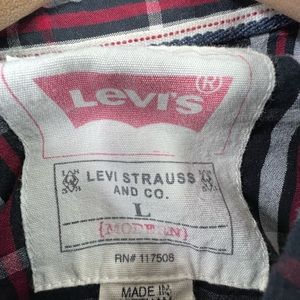 Levi's®
LEVI STRAUSS
AND CO.
L
{MODERN}
RN# 117508
MADE IN